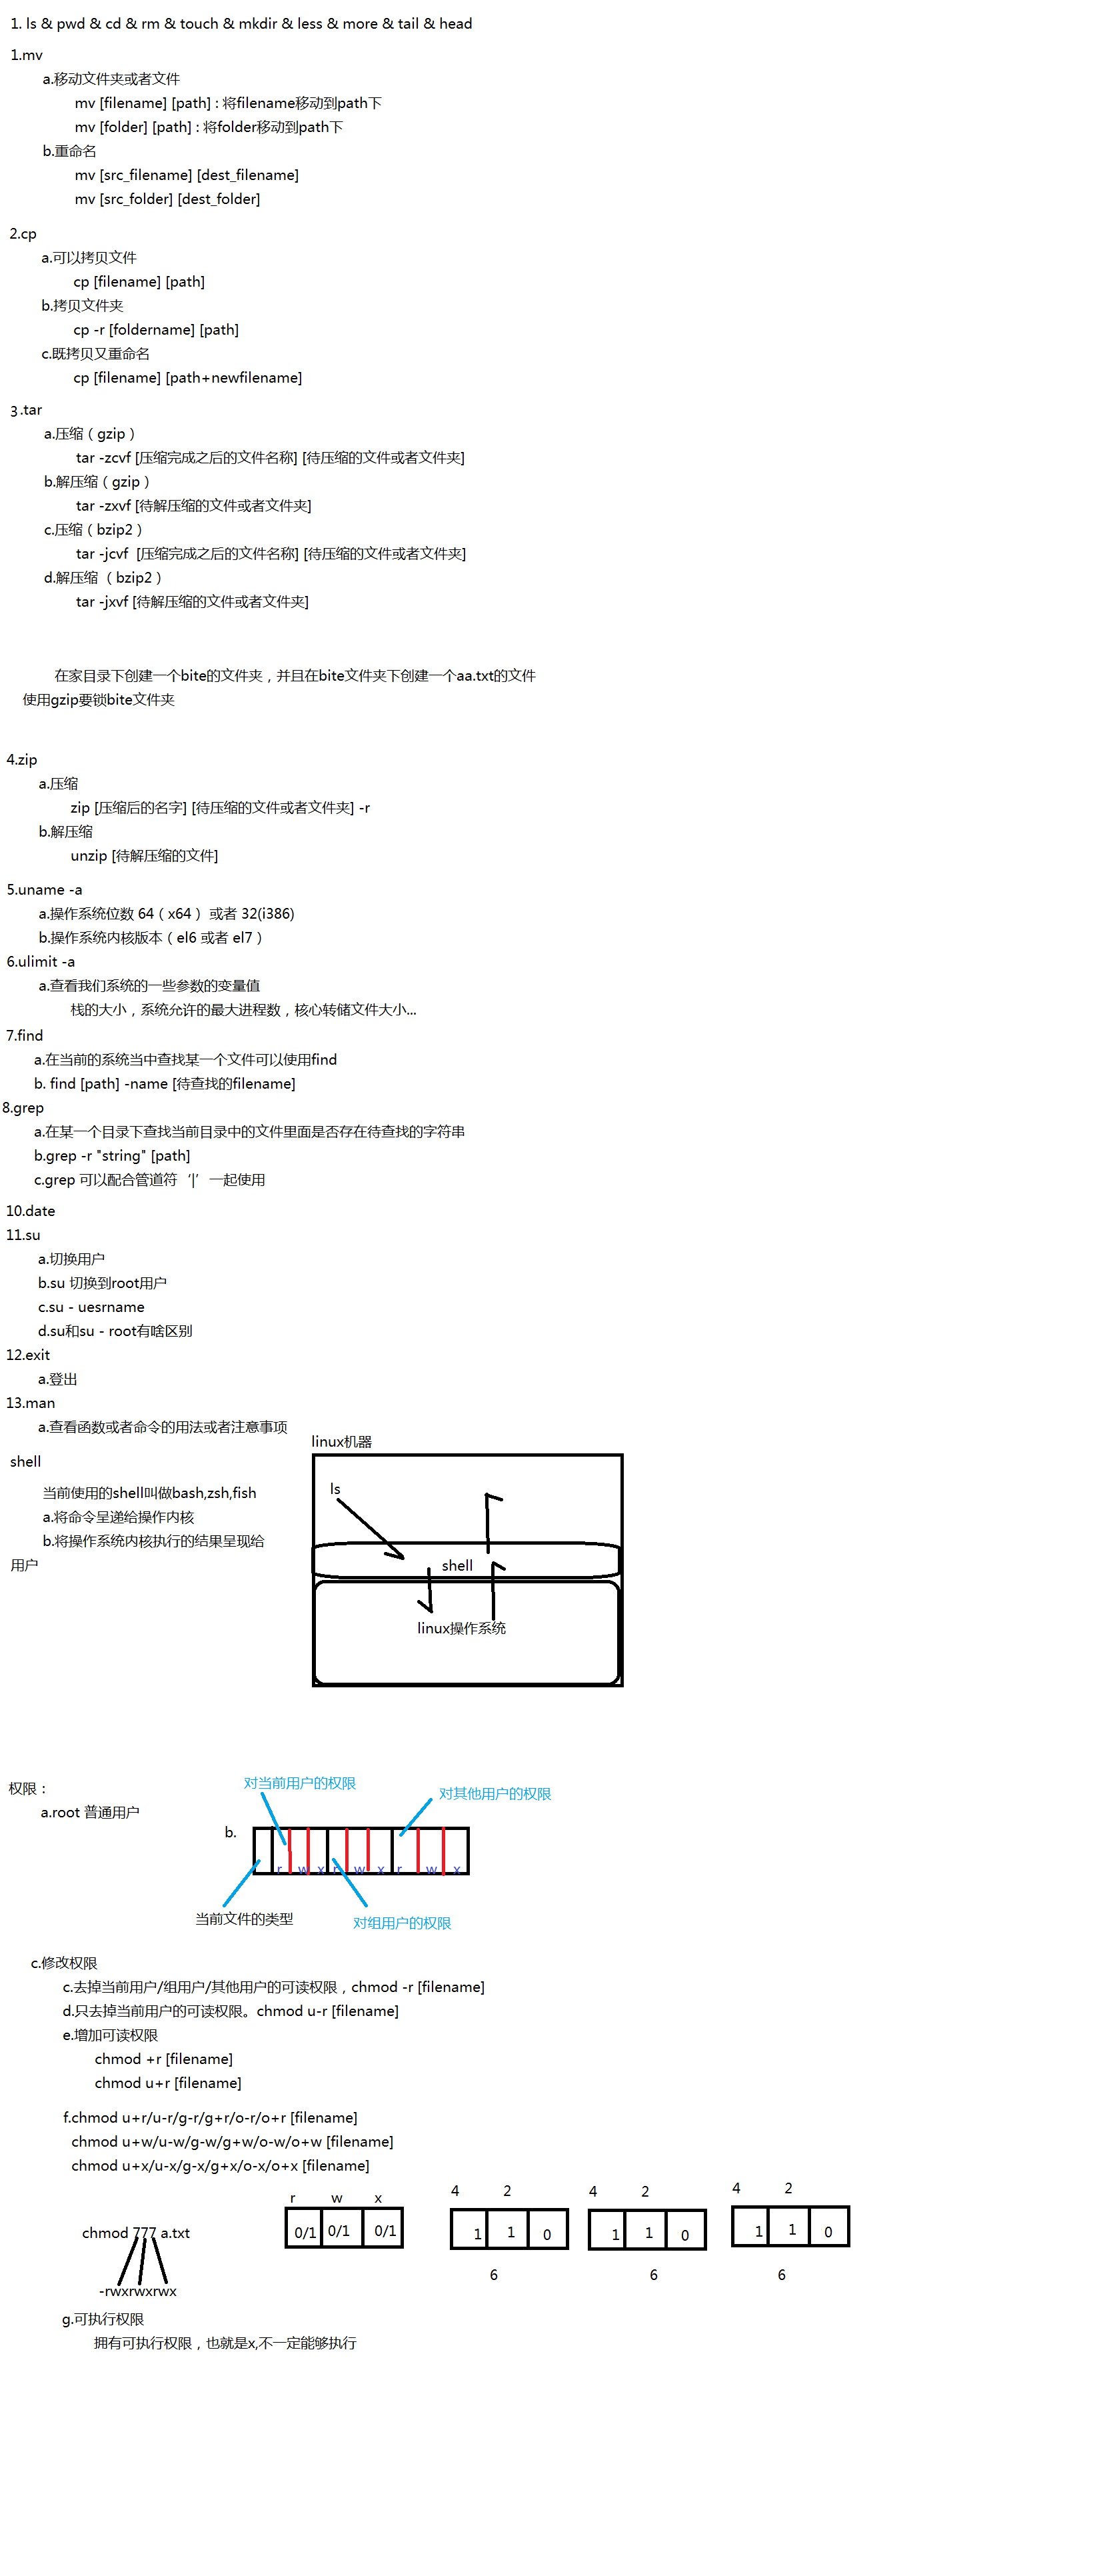 1. ls & pwd & cd & rm & touch & mkdir & less & more & tail & head
1.mv
a.移动文件夹或者文件
mv [filename] [path] : 将filename移动到path下
mv [folder] [path] : 将folder移动到path下
b.重命名
mv [src_filename] [dest_filename]
mv [src_folder] [dest_folder]
2.cp
a.可以拷贝文件
cp [filename] [path]
b.拷贝文件夹
cp -r [foldername] [path]
c.既拷贝又重命名
cp [filename] [path+newfilename]
3.tar
a.压缩（gzip）
tar -zcvf [压缩完成之后的文件名称] [待压缩的文件或者文件夹]
b.解压缩（gzip）
tar -zxvf [待解压缩的文件或者文件夹]
c.压缩（bzip2）
tar -jcvf  [压缩完成之后的文件名称] [待压缩的文件或者文件夹]
d.解压缩 （bzip2）
tar -jxvf [待解压缩的文件或者文件夹]
在家目录下创建一个bite的文件夹，并且在bite文件夹下创建一个aa.txt的文件
使用gzip要锁bite文件夹
4.zip
a.压缩
zip [压缩后的名字] [待压缩的文件或者文件夹] -r
b.解压缩
unzip [待解压缩的文件]
5.uname -a
a.操作系统位数 64（x64） 或者 32(i386)
b.操作系统内核版本（el6 或者 el7）
6.ulimit -a
a.查看我们系统的一些参数的变量值
栈的大小，系统允许的最大进程数，核心转储文件大小...
7.find
a.在当前的系统当中查找某一个文件可以使用find
b. find [path] -name [待查找的filename]
8.grep
a.在某一个目录下查找当前目录中的文件里面是否存在待查找的字符串
b.grep -r "string" [path]
c.grep 可以配合管道符‘|’一起使用
10.date
11.su
a.切换用户
b.su 切换到root用户
c.su - uesrname
d.su和su - root有啥区别
12.exit
a.登出
13.man
a.查看函数或者命令的用法或者注意事项
linux机器
shell
ls
当前使用的shell叫做bash,zsh,fish
a.将命令呈递给操作内核
b.将操作系统内核执行的结果呈现给
用户
shell
linux操作系统
权限：
对当前用户的权限
对其他用户的权限
a.root 普通用户
b.
r w x r w x r w x
当前文件的类型
对组用户的权限
c.修改权限
c.去掉当前用户/组用户/其他用户的可读权限，chmod -r [filename]
d.只去掉当前用户的可读权限。chmod u-r [filename]
e.增加可读权限
chmod +r [filename]
chmod u+r [filename]
f.chmod u+r/u-r/g-r/g+r/o-r/o+r [filename]
chmod u+w/u-w/g-w/g+w/o-w/o+w [filename]
chmod u+x/u-x/g-x/g+x/o-x/o+x [filename]
r w x
4 2
4 2
4 2
chmod 777 a.txt
0/1 0/1 0/1
1 1 0
1 1 0
1 1 0
6
6
6
-rwxrwxrwx
g.可执行权限
拥有可执行权限，也就是x,不一定能够执行